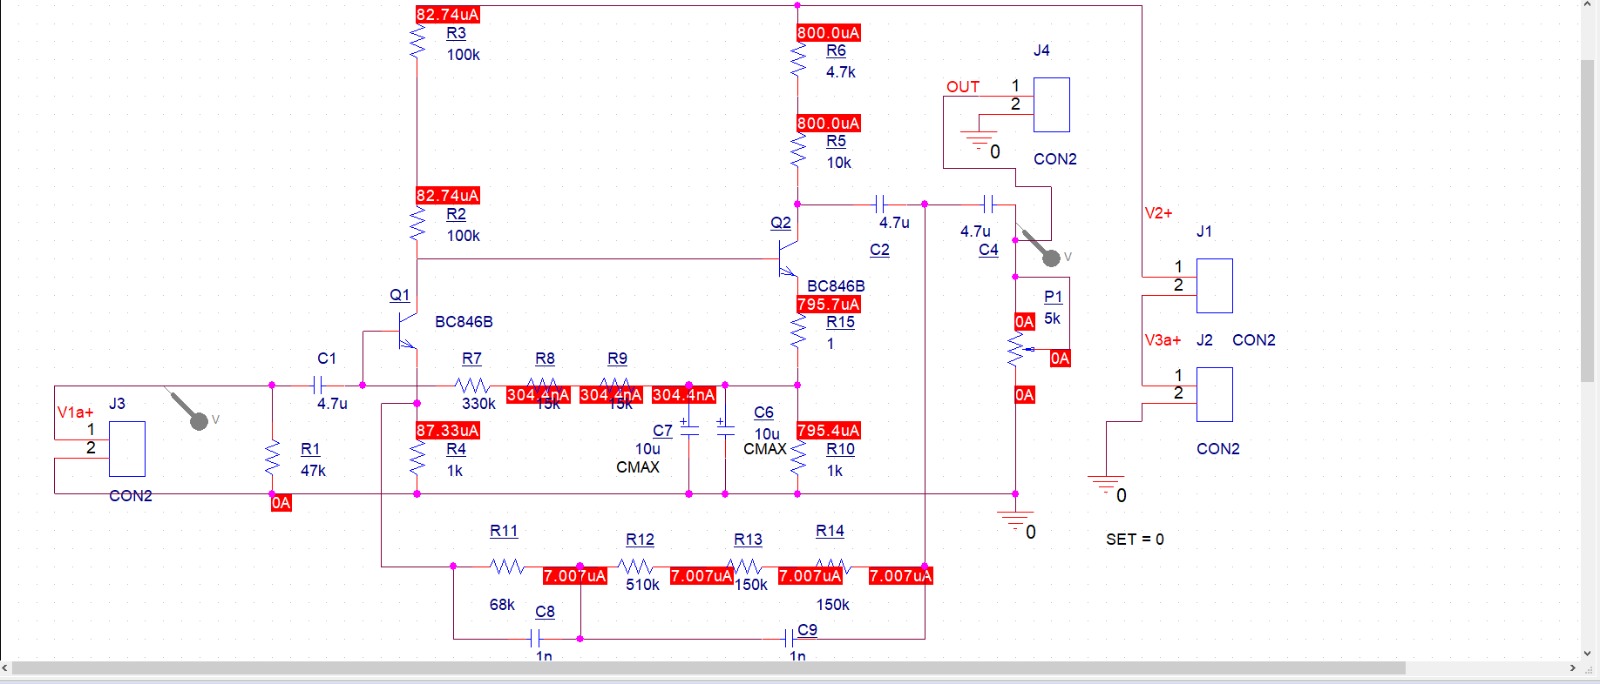 82.74uA
R3
100k
800.0uA
R6
4.7k
J4
OUT
1
2
0
CON2
800.0uA
R5
10k
82.74uA
R2
100k
Q2
4.7u
C2
4.7u
C4
V
V2+
J1
1
2
CON2
BC846B
795.7uA
R15
1
P1
5k
0A
0A
0A
Q1
BC846B
V3a+
J2
1
2
CON2
C1
4.7u
R7
330k
R8
304.4nA
15k
R9
304.4nA
15k
304.4nA
V
V1a+
J3
1
2
CON2
R1
47k
0A
87.33uA
R4
1k
C7
10u
CMAX
C6
10u
CMAX
795.4uA
R10
1k
0
0
SET = 0
R11
68k
7.007uA
R12
510k
7.007uA
R13
150k
7.007uA
R14
150k
7.007uA
C8
1n
C9
1n